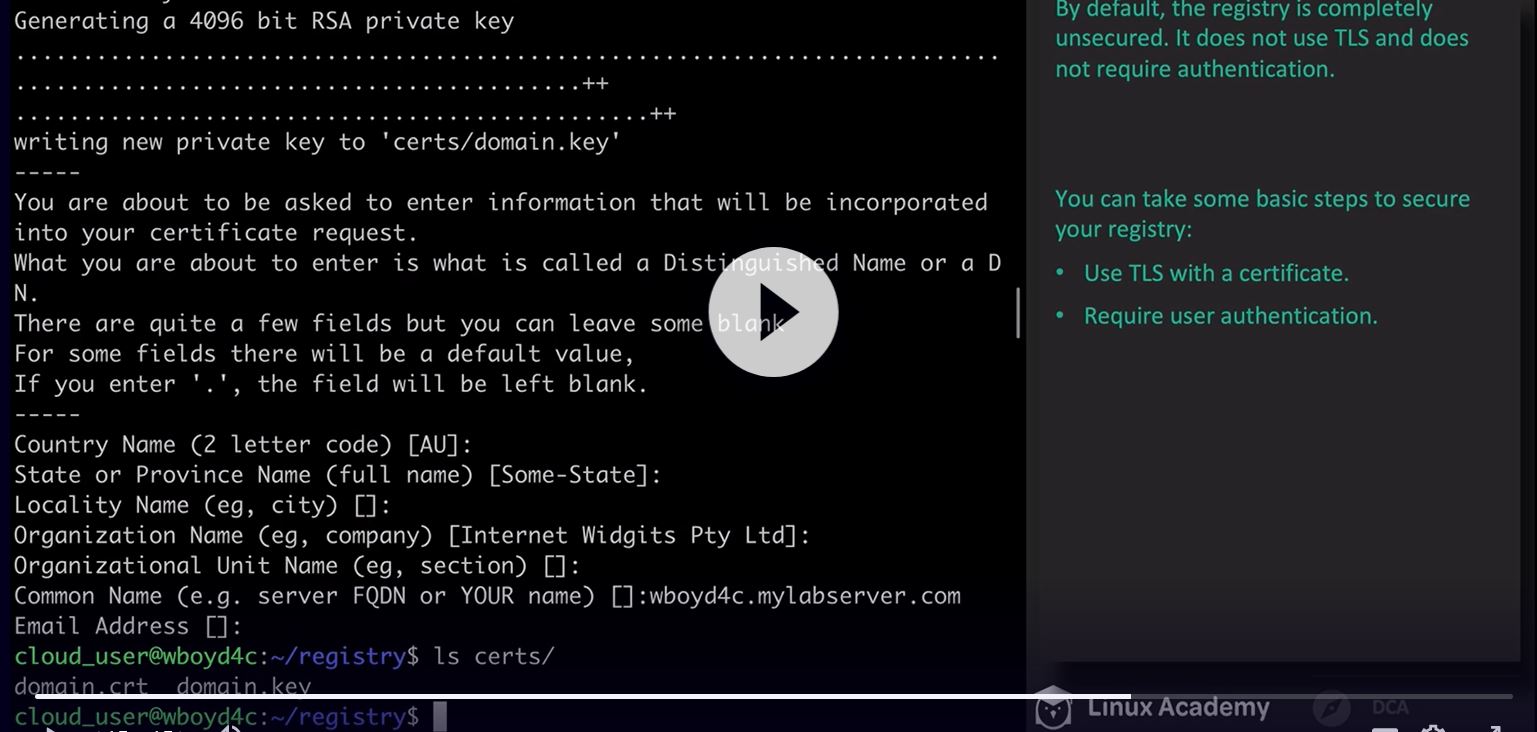 Generating a 4096 bit RSA private key
.........................................................................
..........................................++
...............................................++
writing new private key to 'certs/domain.key'
-----
You are about to be asked to enter information that will be incorporated
into your certificate request.
What you are about to enter is what is called a Distinguished Name or a D
N.
There are quite a few fields but you can leave some blank
For some fields there will be a default value,
If you enter '.', the field will be left blank.
-----
Country Name (2 letter code) [AU]:
State or Province Name (full name) [Some-State]:
Locality Name (eg, city) []:
Organization Name (eg, company) [Internet Widgits Pty Ltd]:
Organizational Unit Name (eg, section) []:
Common Name (e.g. server FQDN or YOUR name) []:wboyd4c.mylabserver.com
Email Address []:
cloud_user@wboyd4c:~/registry$ ls certs/
domain.crt domain.key
cloud_user@wboyd4c:~/registry$
By default, the registry is completely
unsecured. It does not use TLS and does
not require authentication.
You can take some basic steps to secure
your registry:
• Use TLS with a certificate.
• Require user authentication.
Linux Academy
DCA